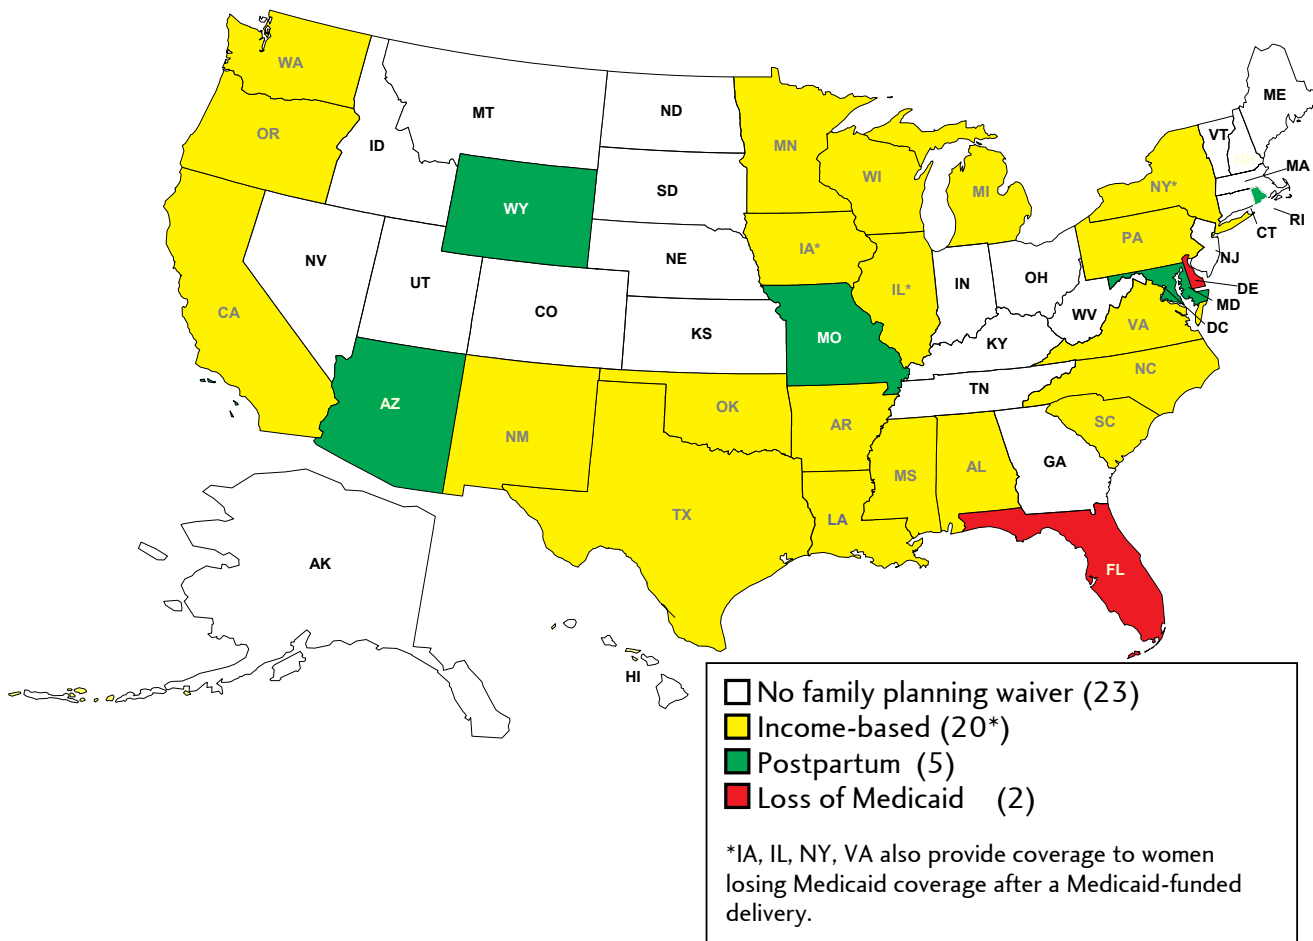 WA
MT
ND
ME
OR
ID
MN
VT
NH
MA
WI
SD
MI
NY*
RI
WY
CT
PA
IA*
NE
NJ
NV
UT
IN
OH
DE
IL*
MD
CO
WV
CA
VA
DC
KS
MO
KY
NC
TN
AZ
OK
SC
NM
AR
GA
AL
MS
TX
LA
AK
FL
HI
No family planning waiver (23)
Income-based (20*)
Postpartum (5)
Loss of Medicaid (2)
*IA, IL, NY, VA also provide coverage to women
losing Medicaid coverage after a Medicaid-funded
delivery.